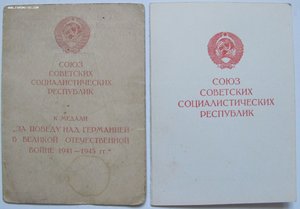 СОЮЗ
СОВЕТСКИХ
СОЦИАЛИСТИЧЕСКИХ
РЕСПУБЛИК
К МЕДАЛИ
„ЗА ПОБЕДУ НАД ГЕРМАНИЕЙ
В ВЕЛИКОЙ ОТЕЧЕСТВЕННОЙ
ВОЙНЕ 1941—1945 гг.“
СОЮЗ
СОВЕТСКИХ
СОЦИАЛИСТИЧЕСКИХ
РЕСПУБЛИК